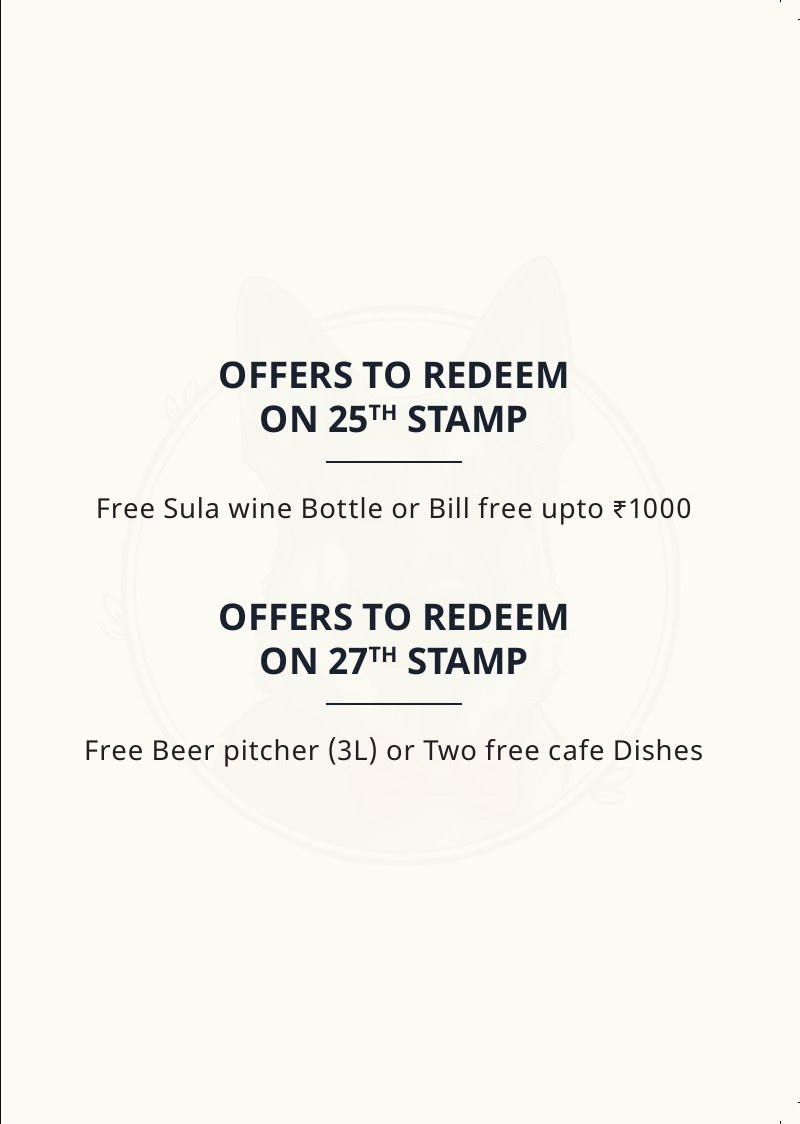 OFFERS TO REDEEM
ON 25TH STAMP
Free Sula wine Bottle or Bill free upto ₹1000
OFFERS TO REDEEM
ON 27TH STAMP
Free Beer pitcher (3L) or Two free cafe Dishes